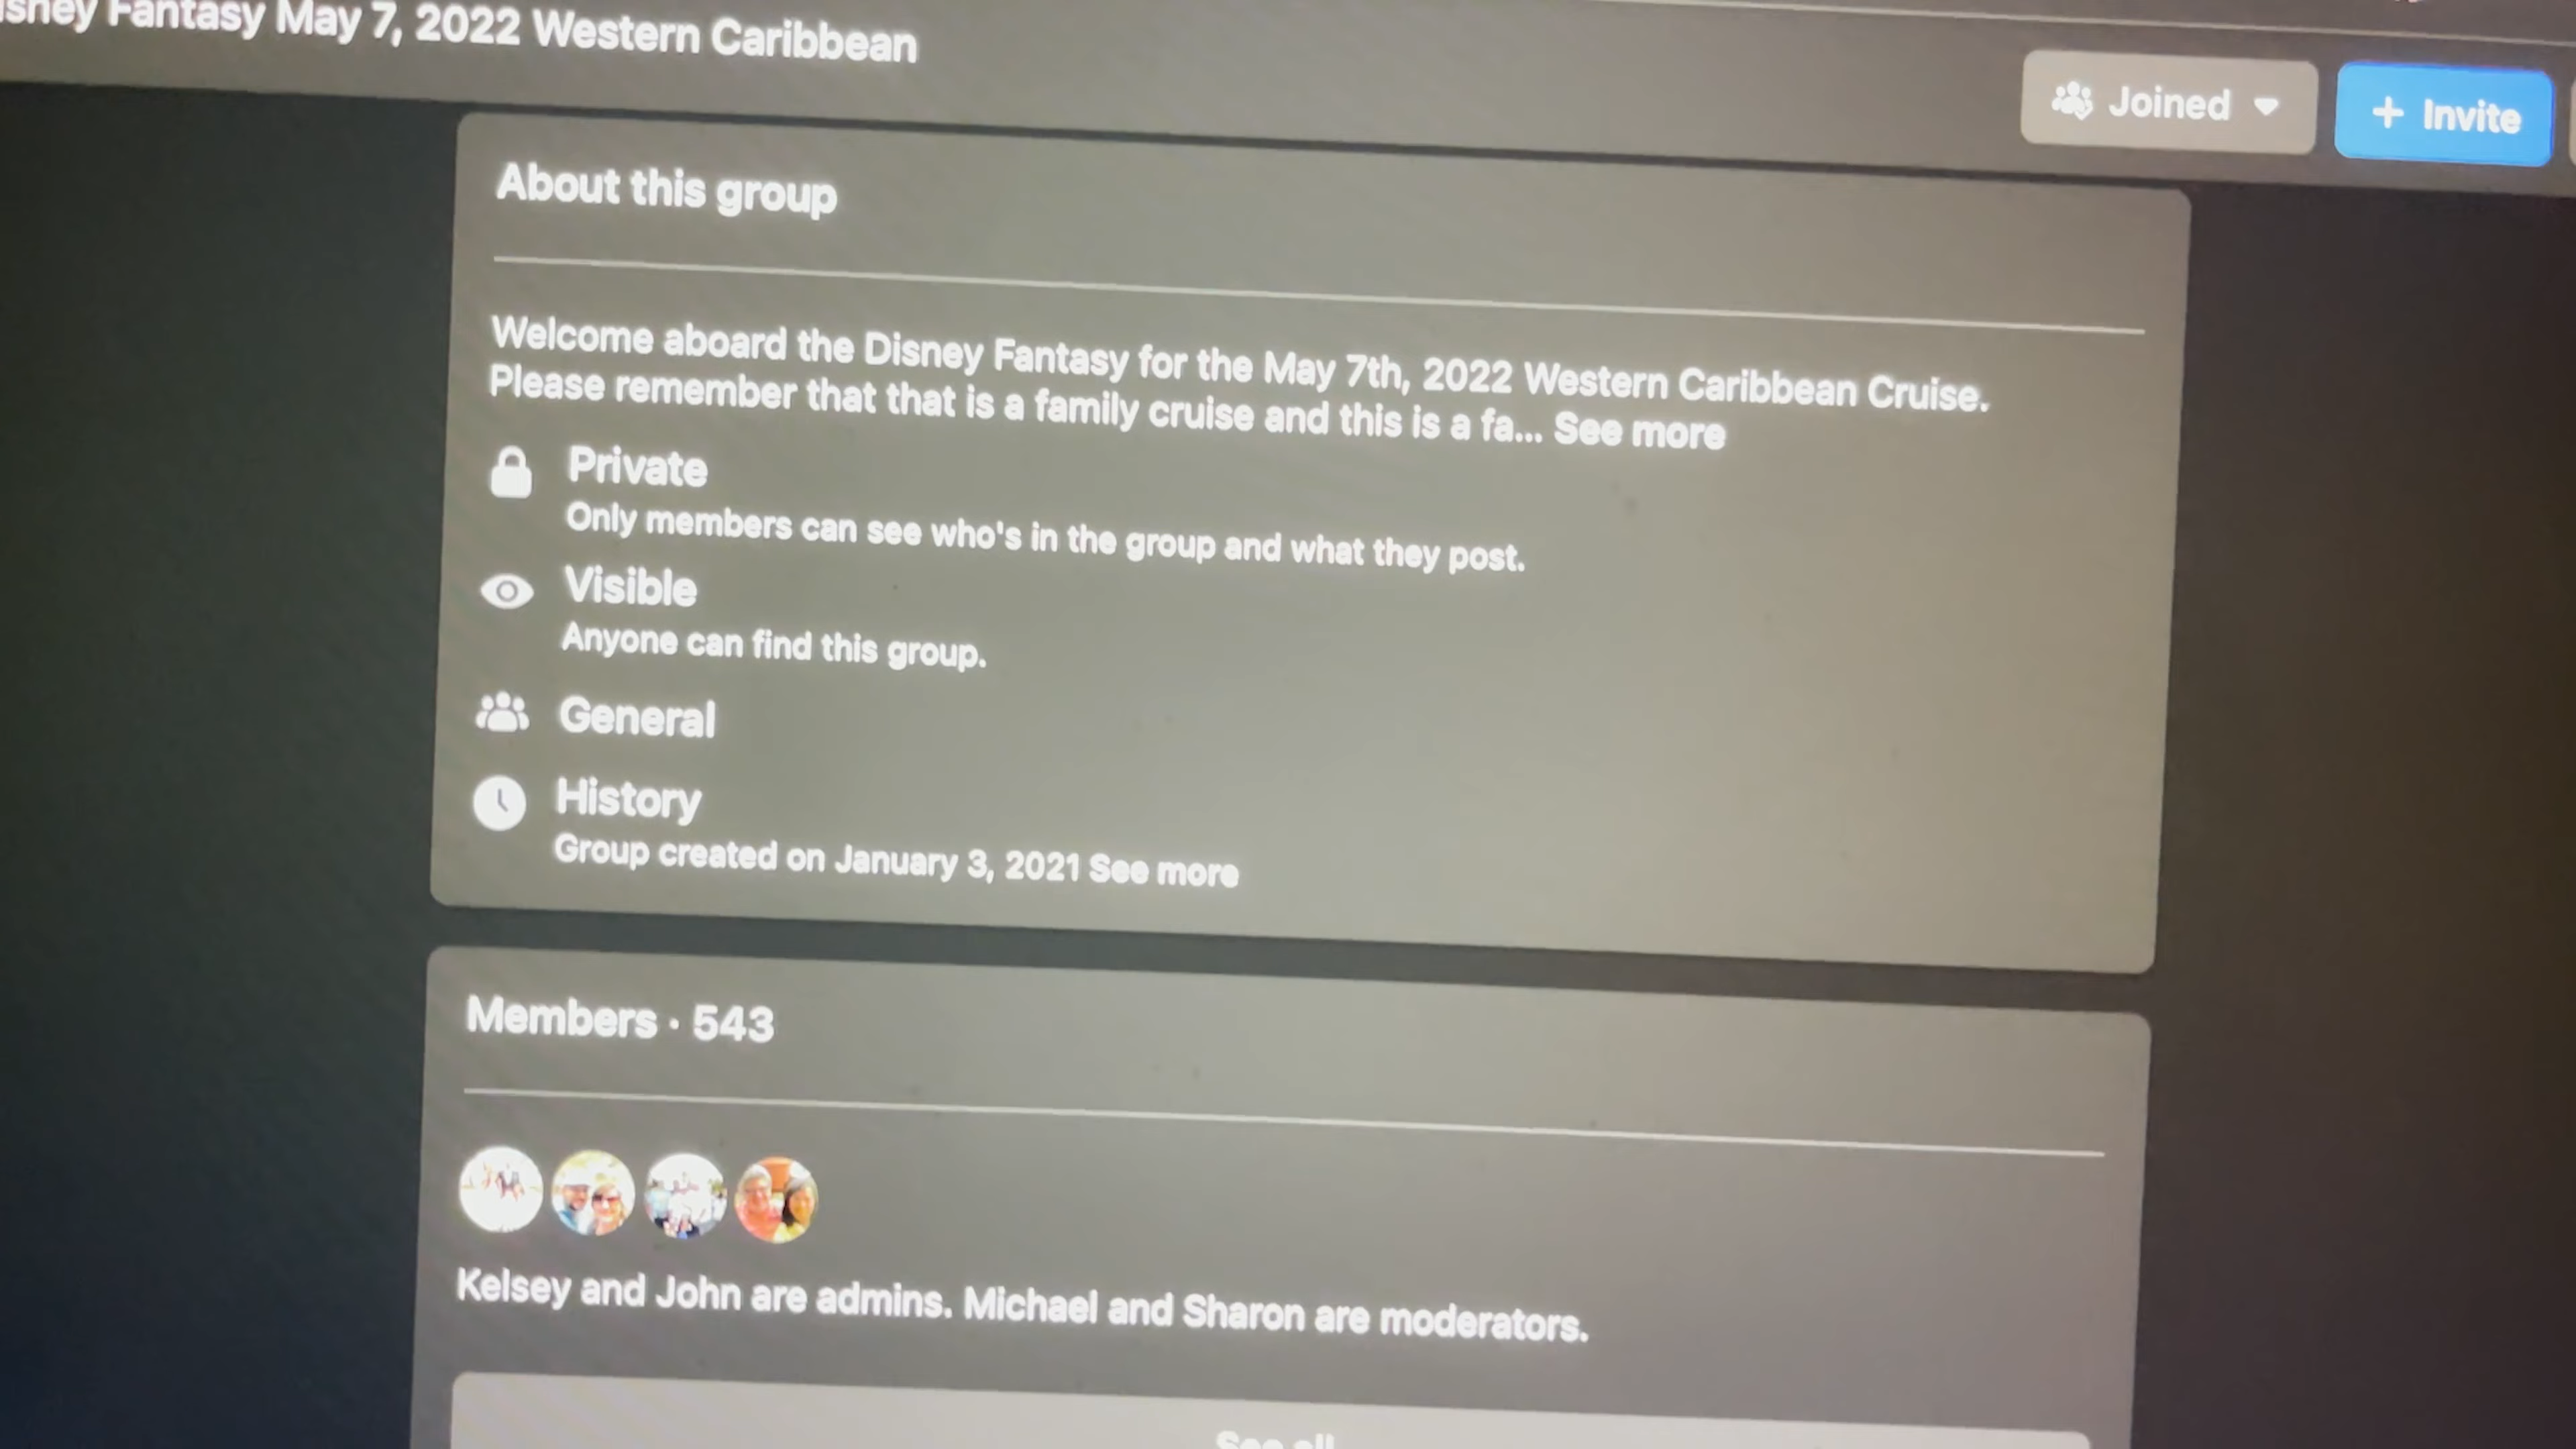 isney Fantasy May 7, 2022 Western Caribbean
Joined
+ Invite
About this group
Welcome aboard the Disney Fantasy for the May 7th, 2022 Western Caribbean Cruise.
Please remember that that is a family cruise and this is a fa... See more
Private
Only members can see who's in the group and what they post.
Visible
Anyone can find this group.
General
History
Group created on January 3, 2021 See more
Members · 543
Kelsey and John are admins. Michael and Sharon are moderators.
See all